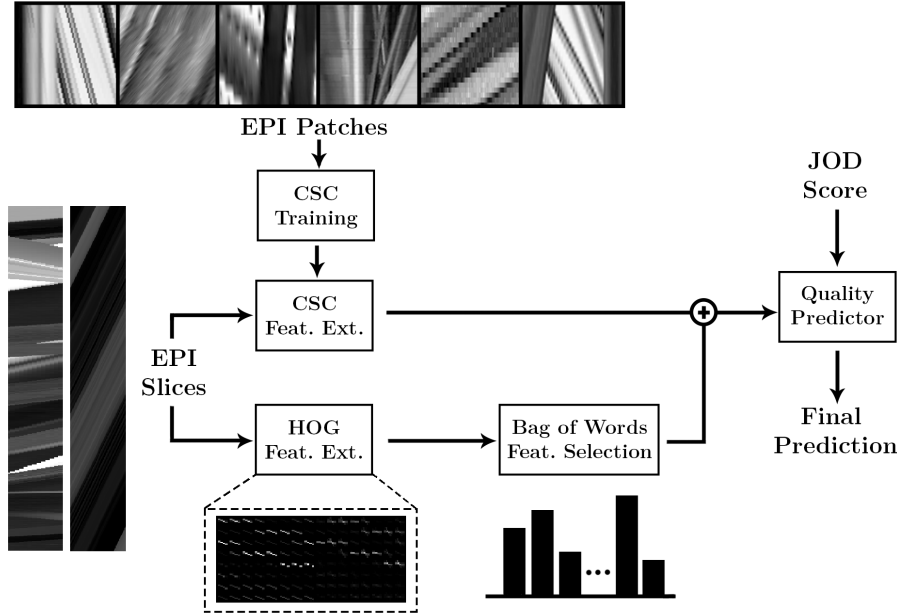 EPI Patches
CSC
Training
JOD
Score
CSC
Feat. Ext.
Quality
Predictor
EPI
Slices
HOG
Feat. Ext.
Bag of Words
Feat. Selection
Final
Prediction